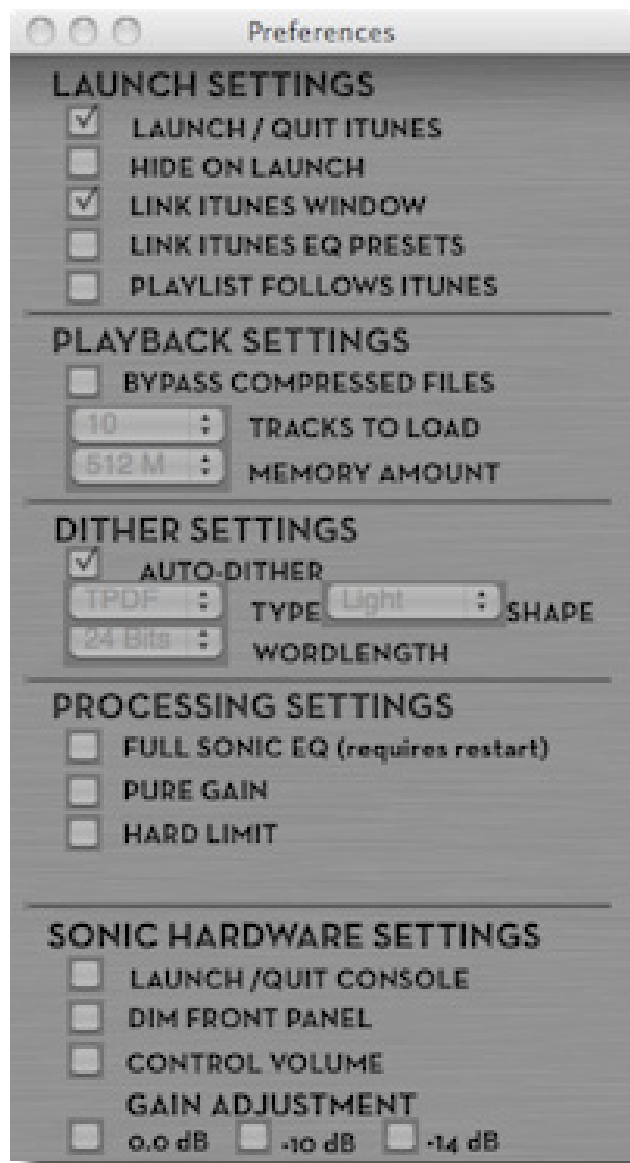 Preferences
LAUNCH SETTINGS
LAUNCH / QUIT ITUNES
HIDE ON LAUNCH
LINK ITUNES WINDOW
LINK ITUNES EQ PRESETS
PLAYLIST FOLLOWS ITUNES
PLAYBACK SETTINGS
BYPASS COMPRESSED FILES
10 TRACKS TO LOAD
512 M MEMORY AMOUNT
DITHER SETTINGS
AUTO-DITHER
TPDF TYPE Light SHAPE
24 Bits WORDLENGTH
PROCESSING SETTINGS
FULL SONIC EQ (requires restart)
PURE GAIN
HARD LIMIT
SONIC HARDWARE SETTINGS
LAUNCH /QUIT CONSOLE
DIM FRONT PANEL
CONTROL VOLUME
GAIN ADJUSTMENT
0.0 dB -10 dB -14 dB